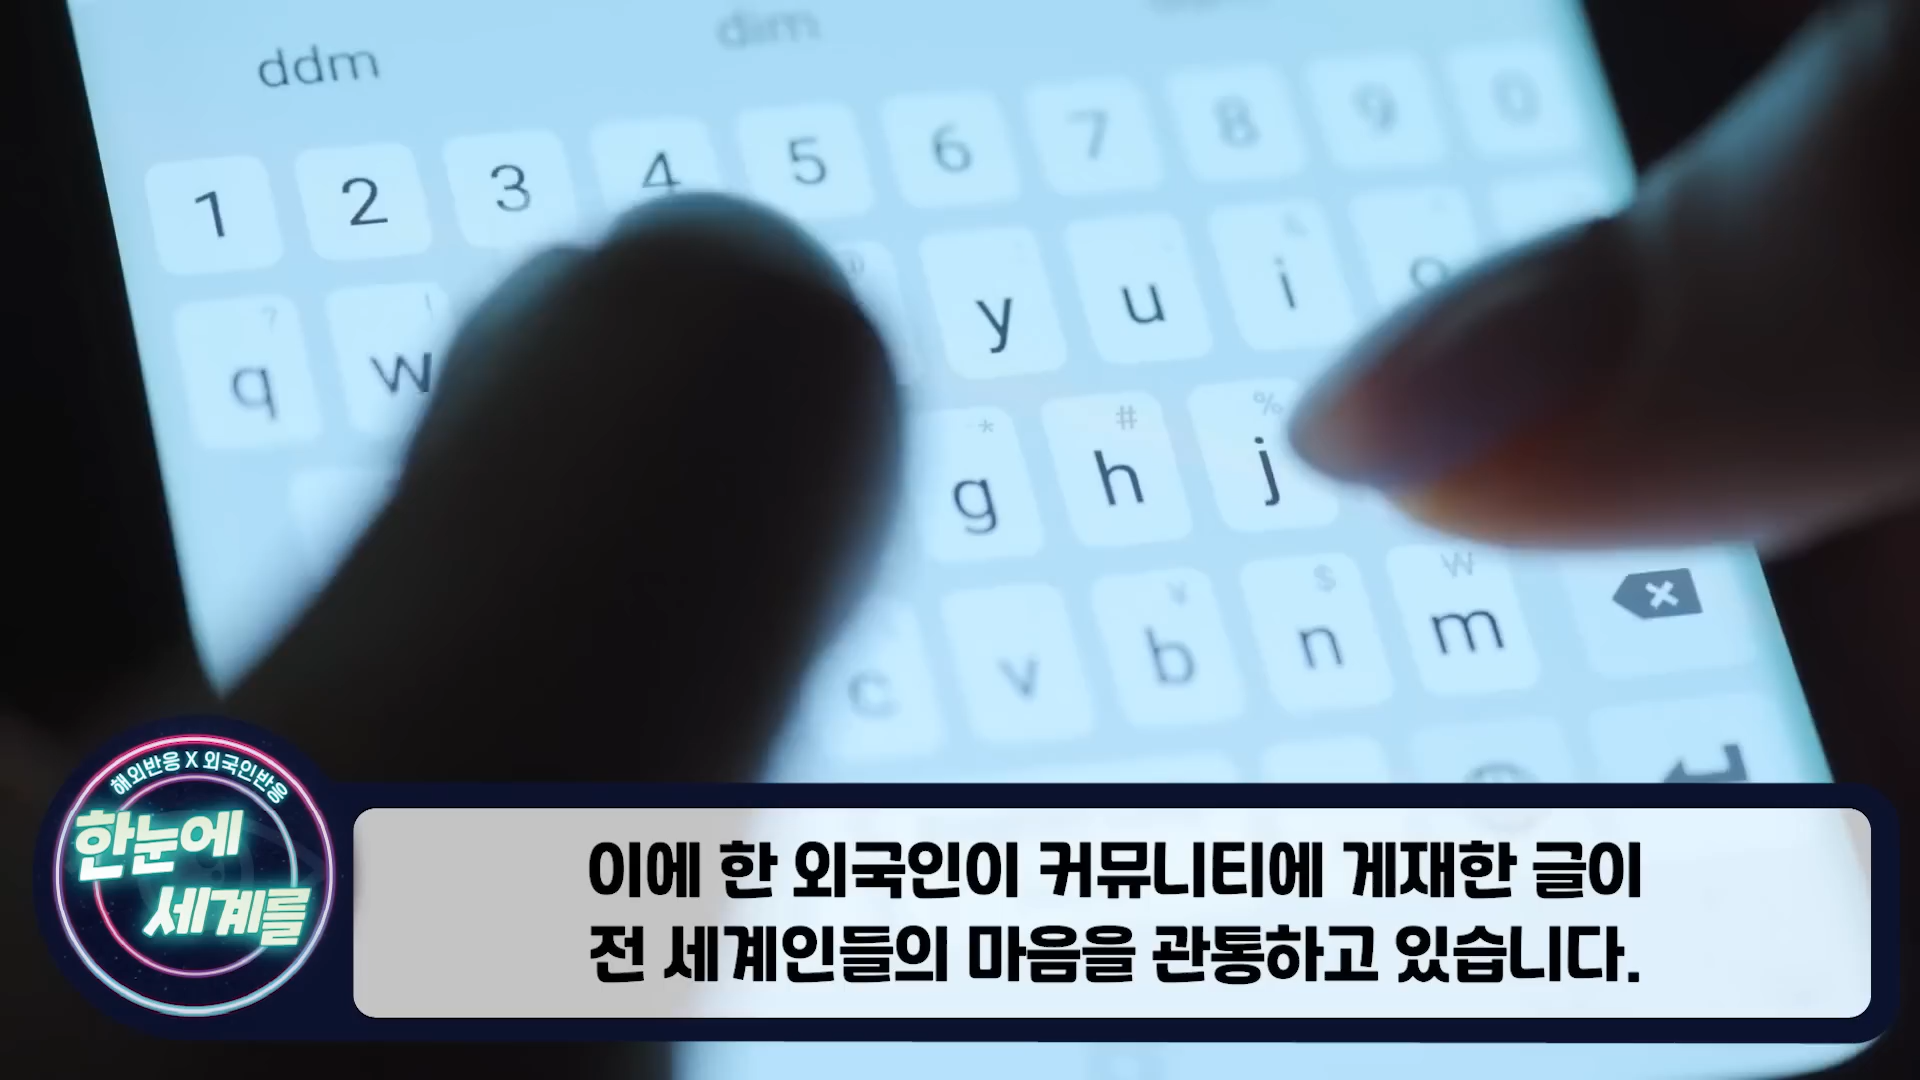 ddm
dim
1 2 3 4 5 6 7 8 9 0
q w y u i o
g h j
c v b n m
해외반응 X 외국인반응
한눈에
세계를
이에 한 외국인이 커뮤니티에 게재한 글이
전 세계인들의 마음을 관통하고 있습니다.